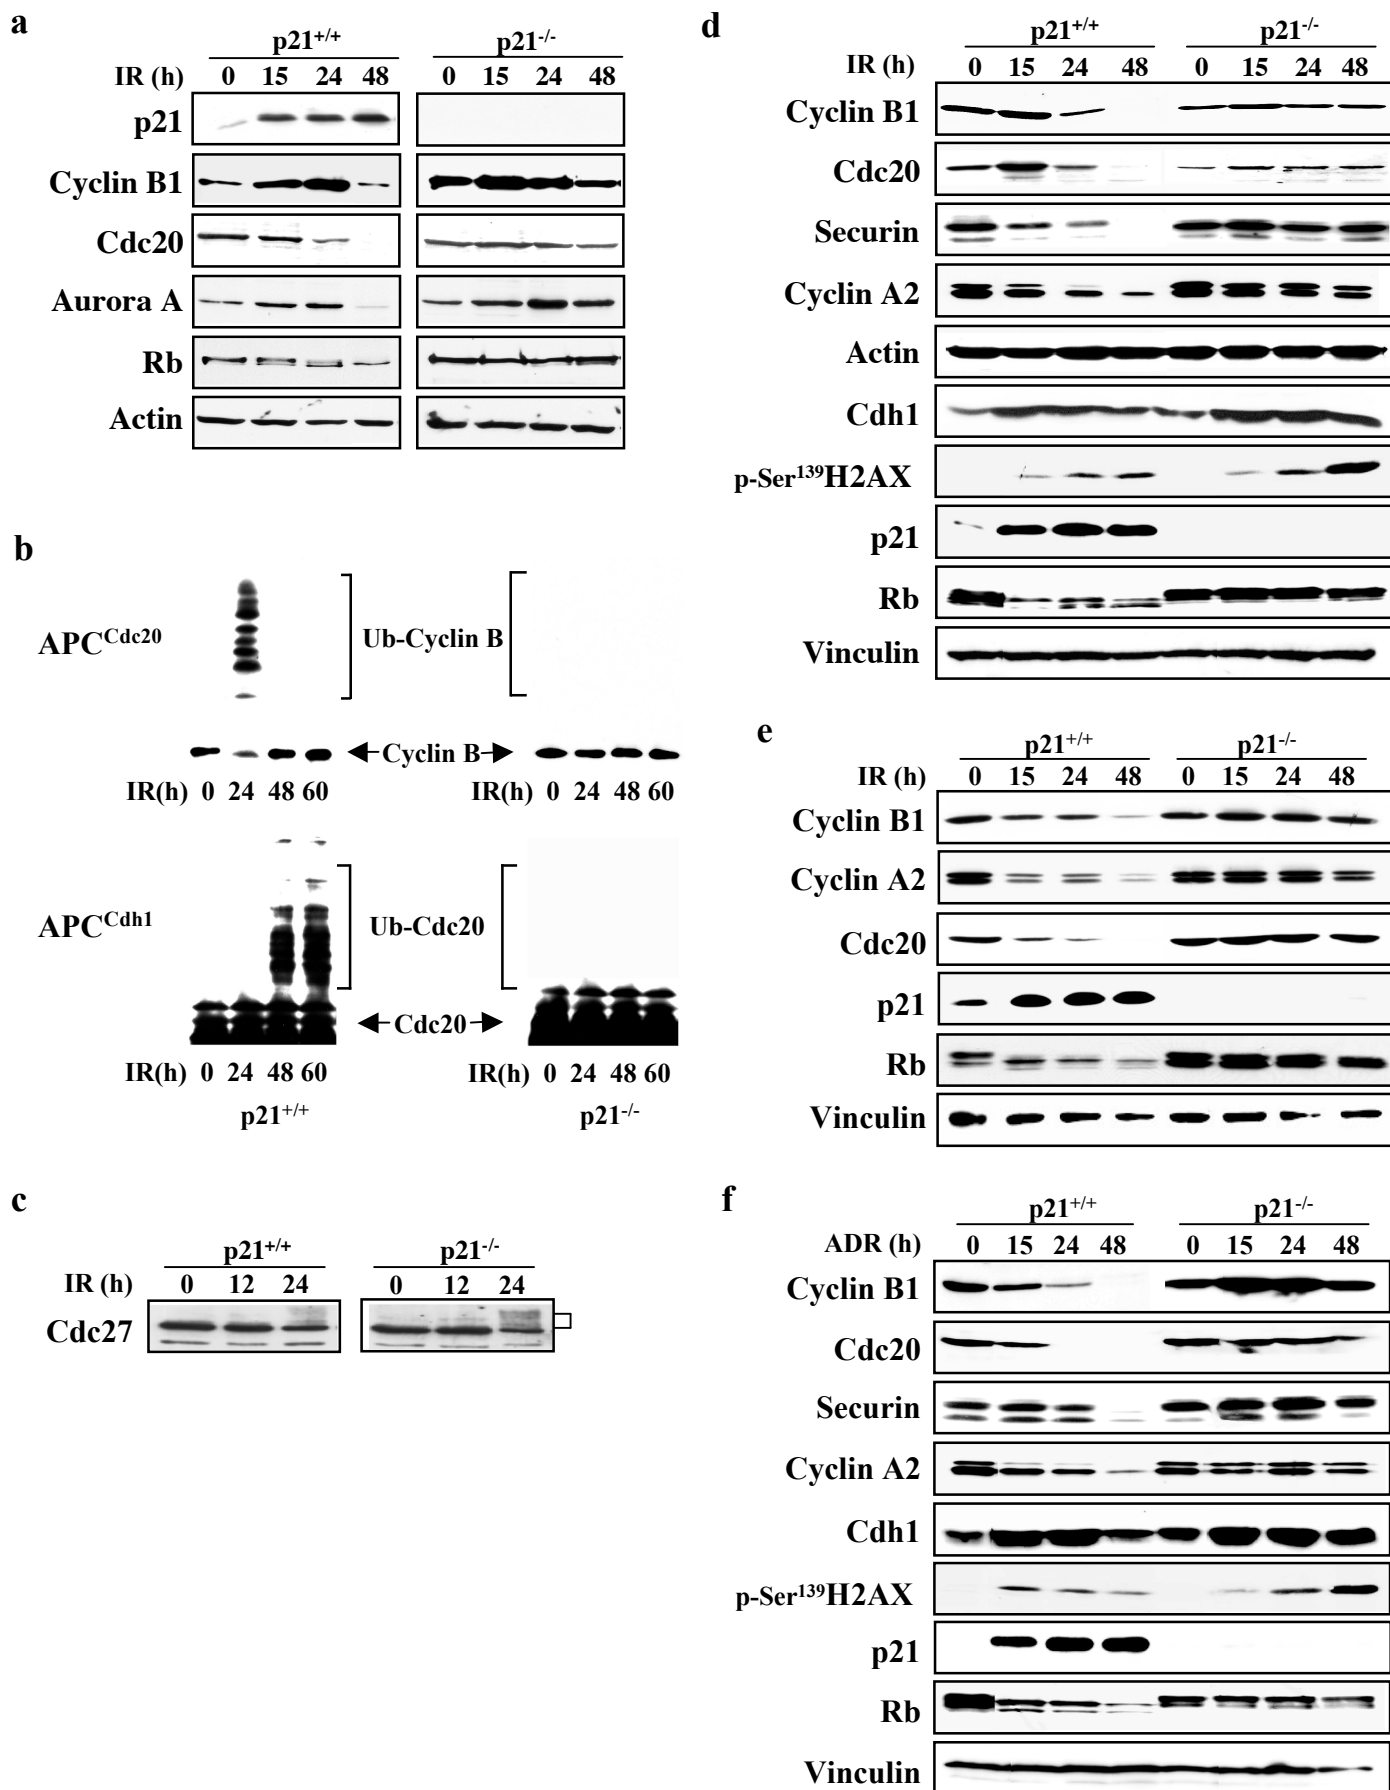 a
p21+/+ p21-/-
IR (h) 0 15 24 48 0 15 24 48
p21
Cyclin B1
Cdc20
Aurora A
Rb
Actin
b
APCCdc20
Ub-Cyclin B
Cyclin B
IR(h) 0 24 48 60 IR(h) 0 24 48 60
APCCdh1
Ub-Cdc20
Cdc20
IR(h) 0 24 48 60 IR(h) 0 24 48 60
p21+/+ p21-/-
c
p21+/+ p21-/-
IR (h) 0 12 24 0 12 24
Cdc27
d
p21+/+ p21-/-
IR (h) 0 15 24 48 0 15 24 48
Cyclin B1
Cdc20
Securin
Cyclin A2
Actin
Cdh1
p-Ser139H2AX
p21
Rb
Vinculin
e
p21+/+ p21-/-
IR (h) 0 15 24 48 0 15 24 48
Cyclin B1
Cyclin A2
Cdc20
p21
Rb
Vinculin
f
p21+/+ p21-/-
ADR (h) 0 15 24 48 0 15 24 48
Cyclin B1
Cdc20
Securin
Cyclin A2
Cdh1
p-Ser139H2AX
p21
Rb
Vinculin